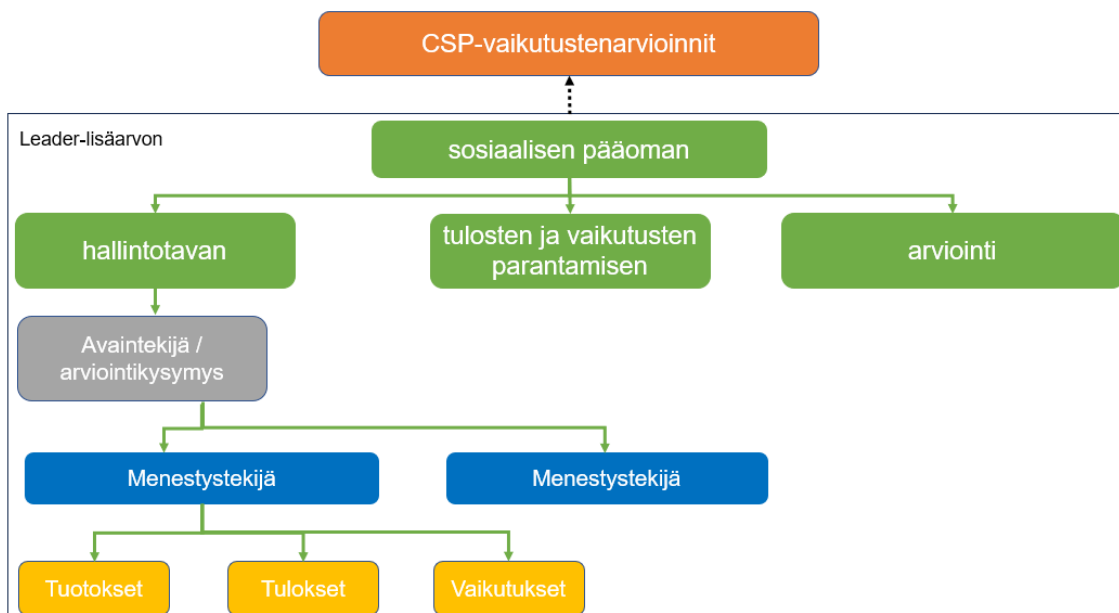 CSP-vaikutustenarvioinnit
Leader-lisäarvon
sosiaalisen pääoman
hallintotavan
tulosten ja vaikutusten
parantamisen
arviointi
Avaintekijä /
arviointikysymys
Menestystekijä
Menestystekijä
Tuotokset
Tulokset
Vaikutukset